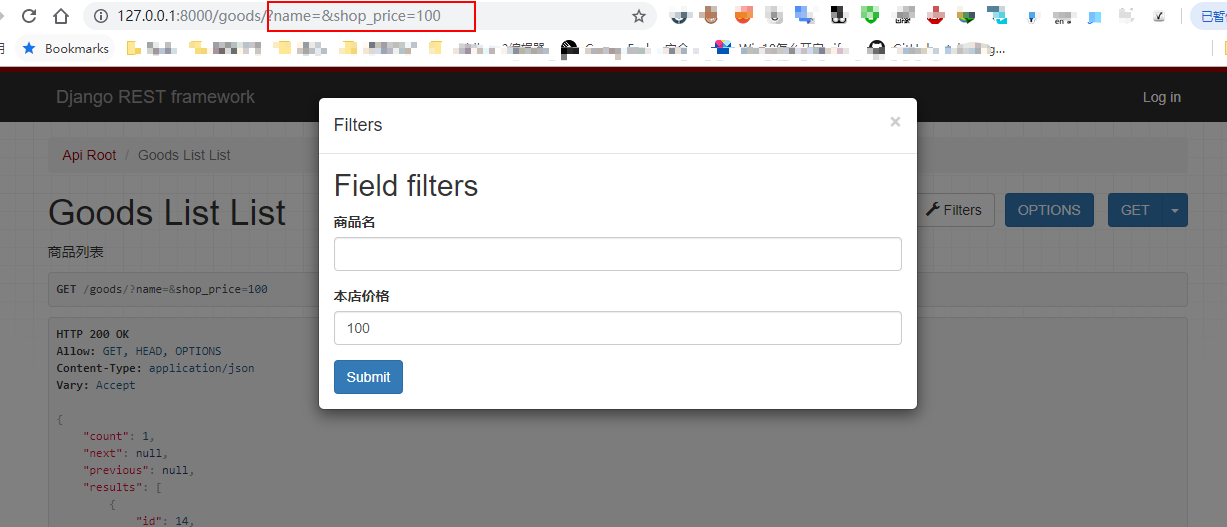 127.0.0.1:8000/goods/?name=&shop_price=100
Bookmarks
Django REST framework
Log in
Filters
×
Api Root / Goods List List
Field filters
Goods List List
Filters
OPTIONS
GET
商品名
商品列表
GET /goods/?name=&shop_price=100
本店价格
100
HTTP 200 OK
Allow: GET, HEAD, OPTIONS
Content-Type: application/json
Vary: Accept
Submit
{
"count": 1,
"next": null,
"previous": null,
"results": [
{
"id": 14,